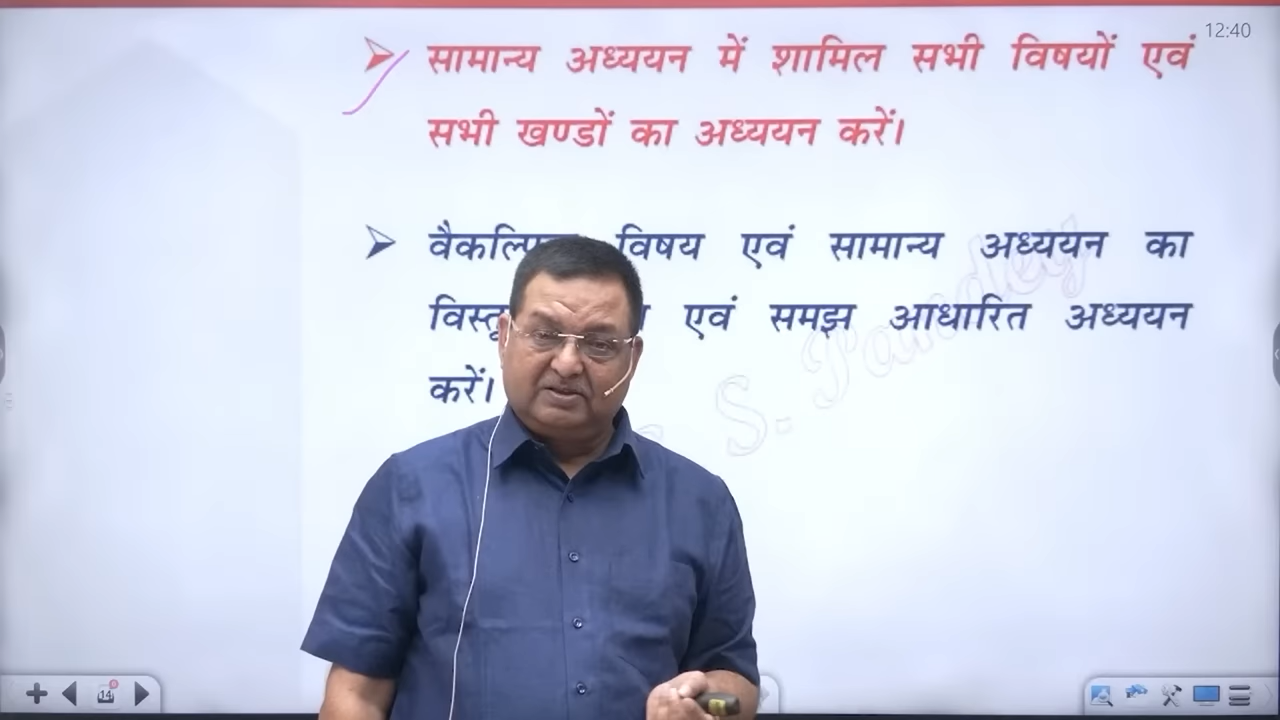 12:40
सामान्य अध्ययन में शामिल सभी विषयों एवं
सभी खण्डों का अध्ययन करें।
विषय एवं सामान्य अध्ययन का
एवं समझ आधारित अध्ययन
करें।
S. Pandey
14